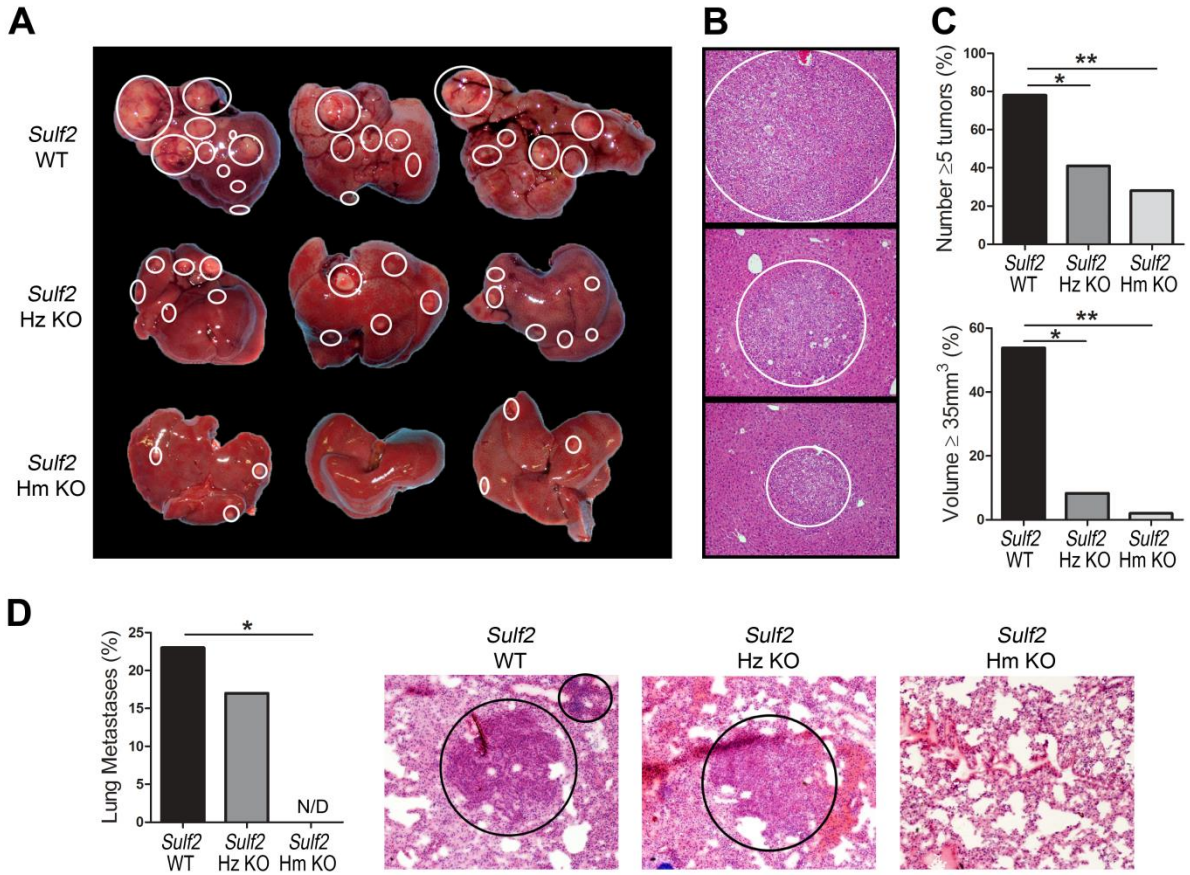 A
B
C
Sulf2
WT
Sulf2
Hz KO
Sulf2
Hm KO
Number ≥5 tumors (%)
100
80
60
40
20
0
*
**
Sulf2
WT
Sulf2
Hz KO
Sulf2
Hm KO
Volume ≥ 35mm³ (%)
60
40
20
0
*
**
Sulf2
WT
Sulf2
Hz KO
Sulf2
Hm KO
D
Lung Metastases (%)
25
20
15
10
5
0
*
N/D
Sulf2
WT
Sulf2
Hz KO
Sulf2
Hm KO
Sulf2
WT
Sulf2
Hz KO
Sulf2
Hm KO